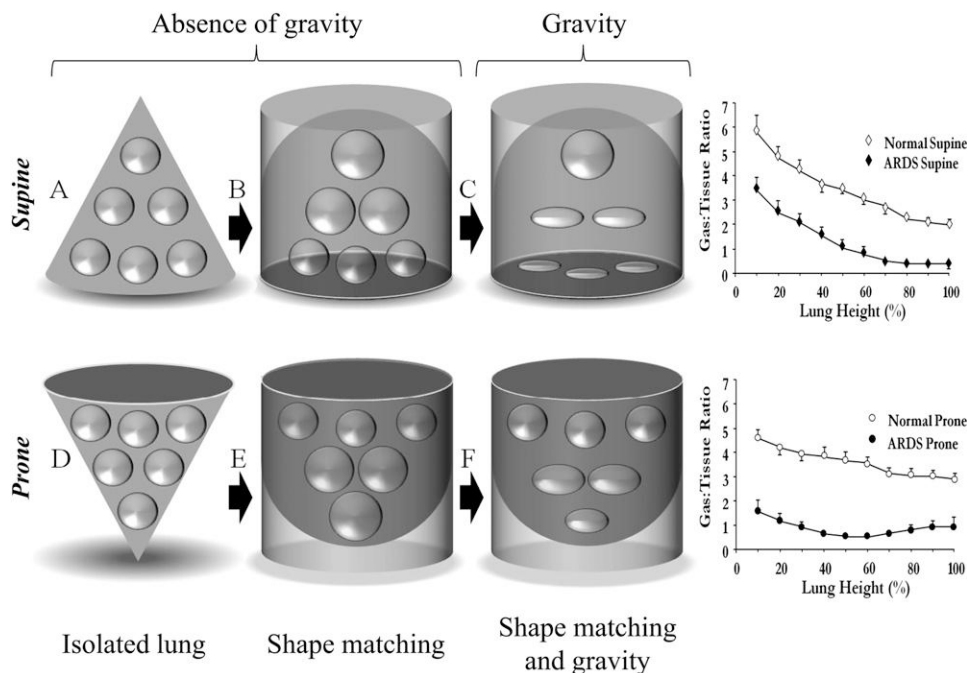 Absence of gravity
Gravity
Supine
A
B
C
Gas:Tissue Ratio
7
6
5
4
3
2
1
0
Normal Supine
ARDS Supine
0 20 40 60 80 100
Lung Height (%)
Prone
D
E
F
Gas:Tissue Ratio
7
6
5
4
3
2
1
0
Normal Prone
ARDS Prone
0 20 40 60 80 100
Lung Height (%)
Isolated lung
Shape matching
Shape matching
and gravity